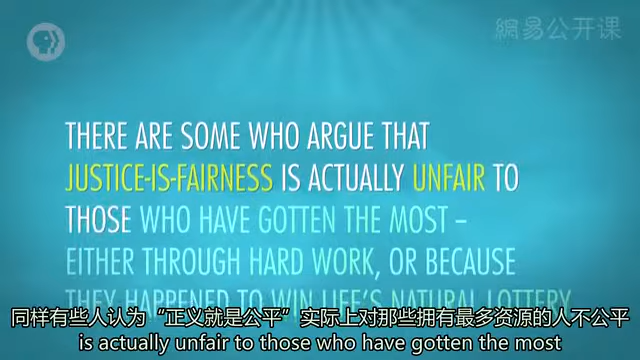 網易公开课
PBS
THERE ARE SOME WHO ARGUE THAT
JUSTICE-IS-FAIRNESS IS ACTUALLY UNFAIR TO
THOSE WHO HAVE GOTTEN THE MOST –
EITHER THROUGH HARD WORK, OR BECAUSE
THEY HAPPENED TO WIN LIFE'S NATURAL LOTTERY
同样有些人认为“正义就是公平”实际上对那些拥有最多资源的人不公平
is actually unfair to those who have gotten the most